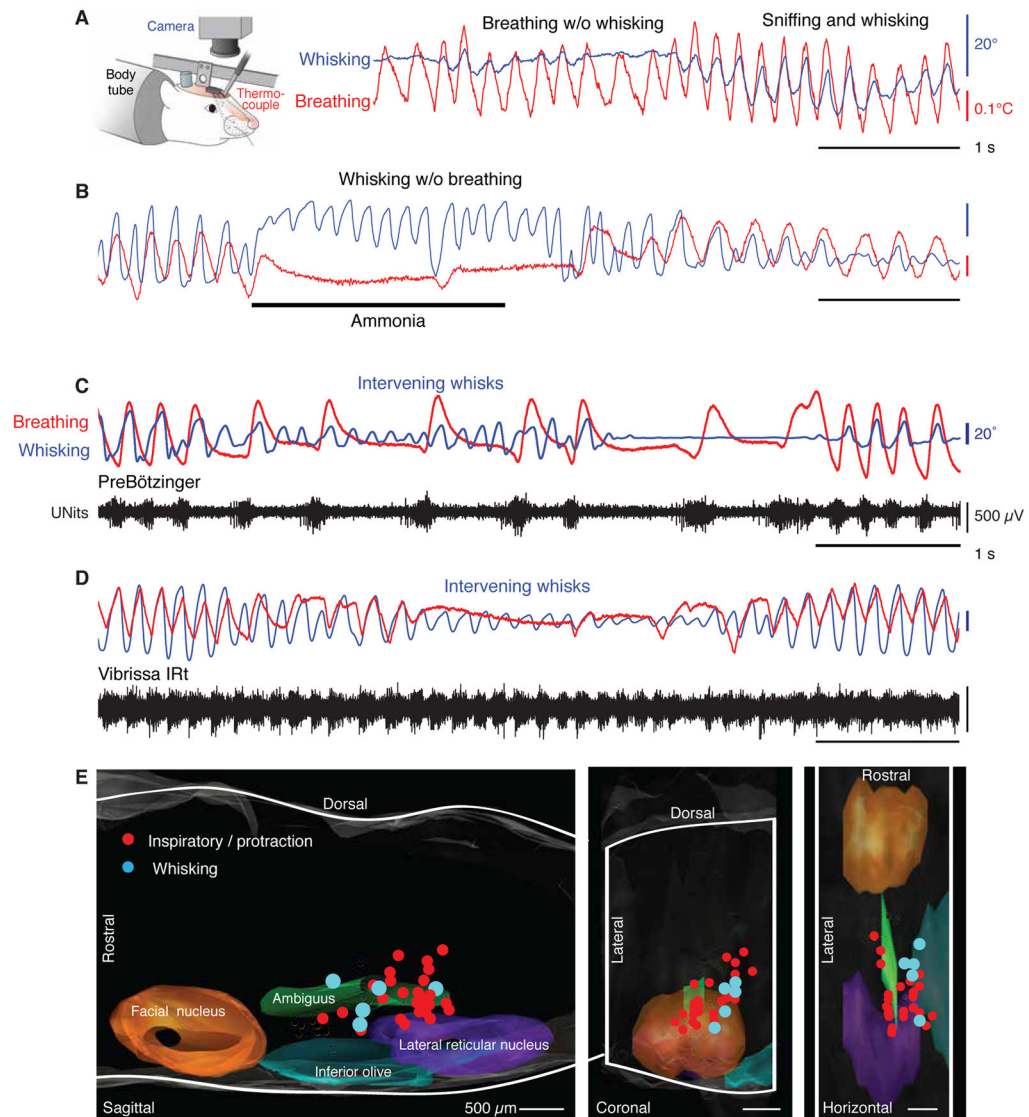 A
Camera
Body
tube
Thermo-
couple
Breathing w/o whisking
Sniffing and whisking
Whisking
Breathing
20°
0.1°C
1 s
B
Whisking w/o breathing
Ammonia
C
Intervening whisks
Breathing
Whisking
20°
PreBötzinger
UNits
500 µV
1 s
D
Intervening whisks
Vibrissa IRt
E
Dorsal
Inspiratory / protraction
Whisking
Rostral
Ambiguus
Facial nucleus
Lateral reticular nucleus
Inferior olive
Sagittal
500 µm
Dorsal
Lateral
Coronal
Rostral
Lateral
Horizontal